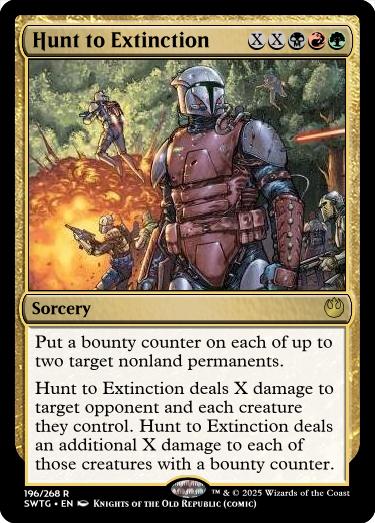 Hunt to Extinction X X
Sorcery
Put a bounty counter on each of up to
two target nonland permanents.
Hunt to Extinction deals X damage to
target opponent and each creature
they control. Hunt to Extinction deals
an additional X damage to each of
those creatures with a bounty counter.
196/268 R
SWTG • EN KNIGHTS OF THE OLD REPUBLIC (COMIC)
™ & © 2025 Wizards of the Coast